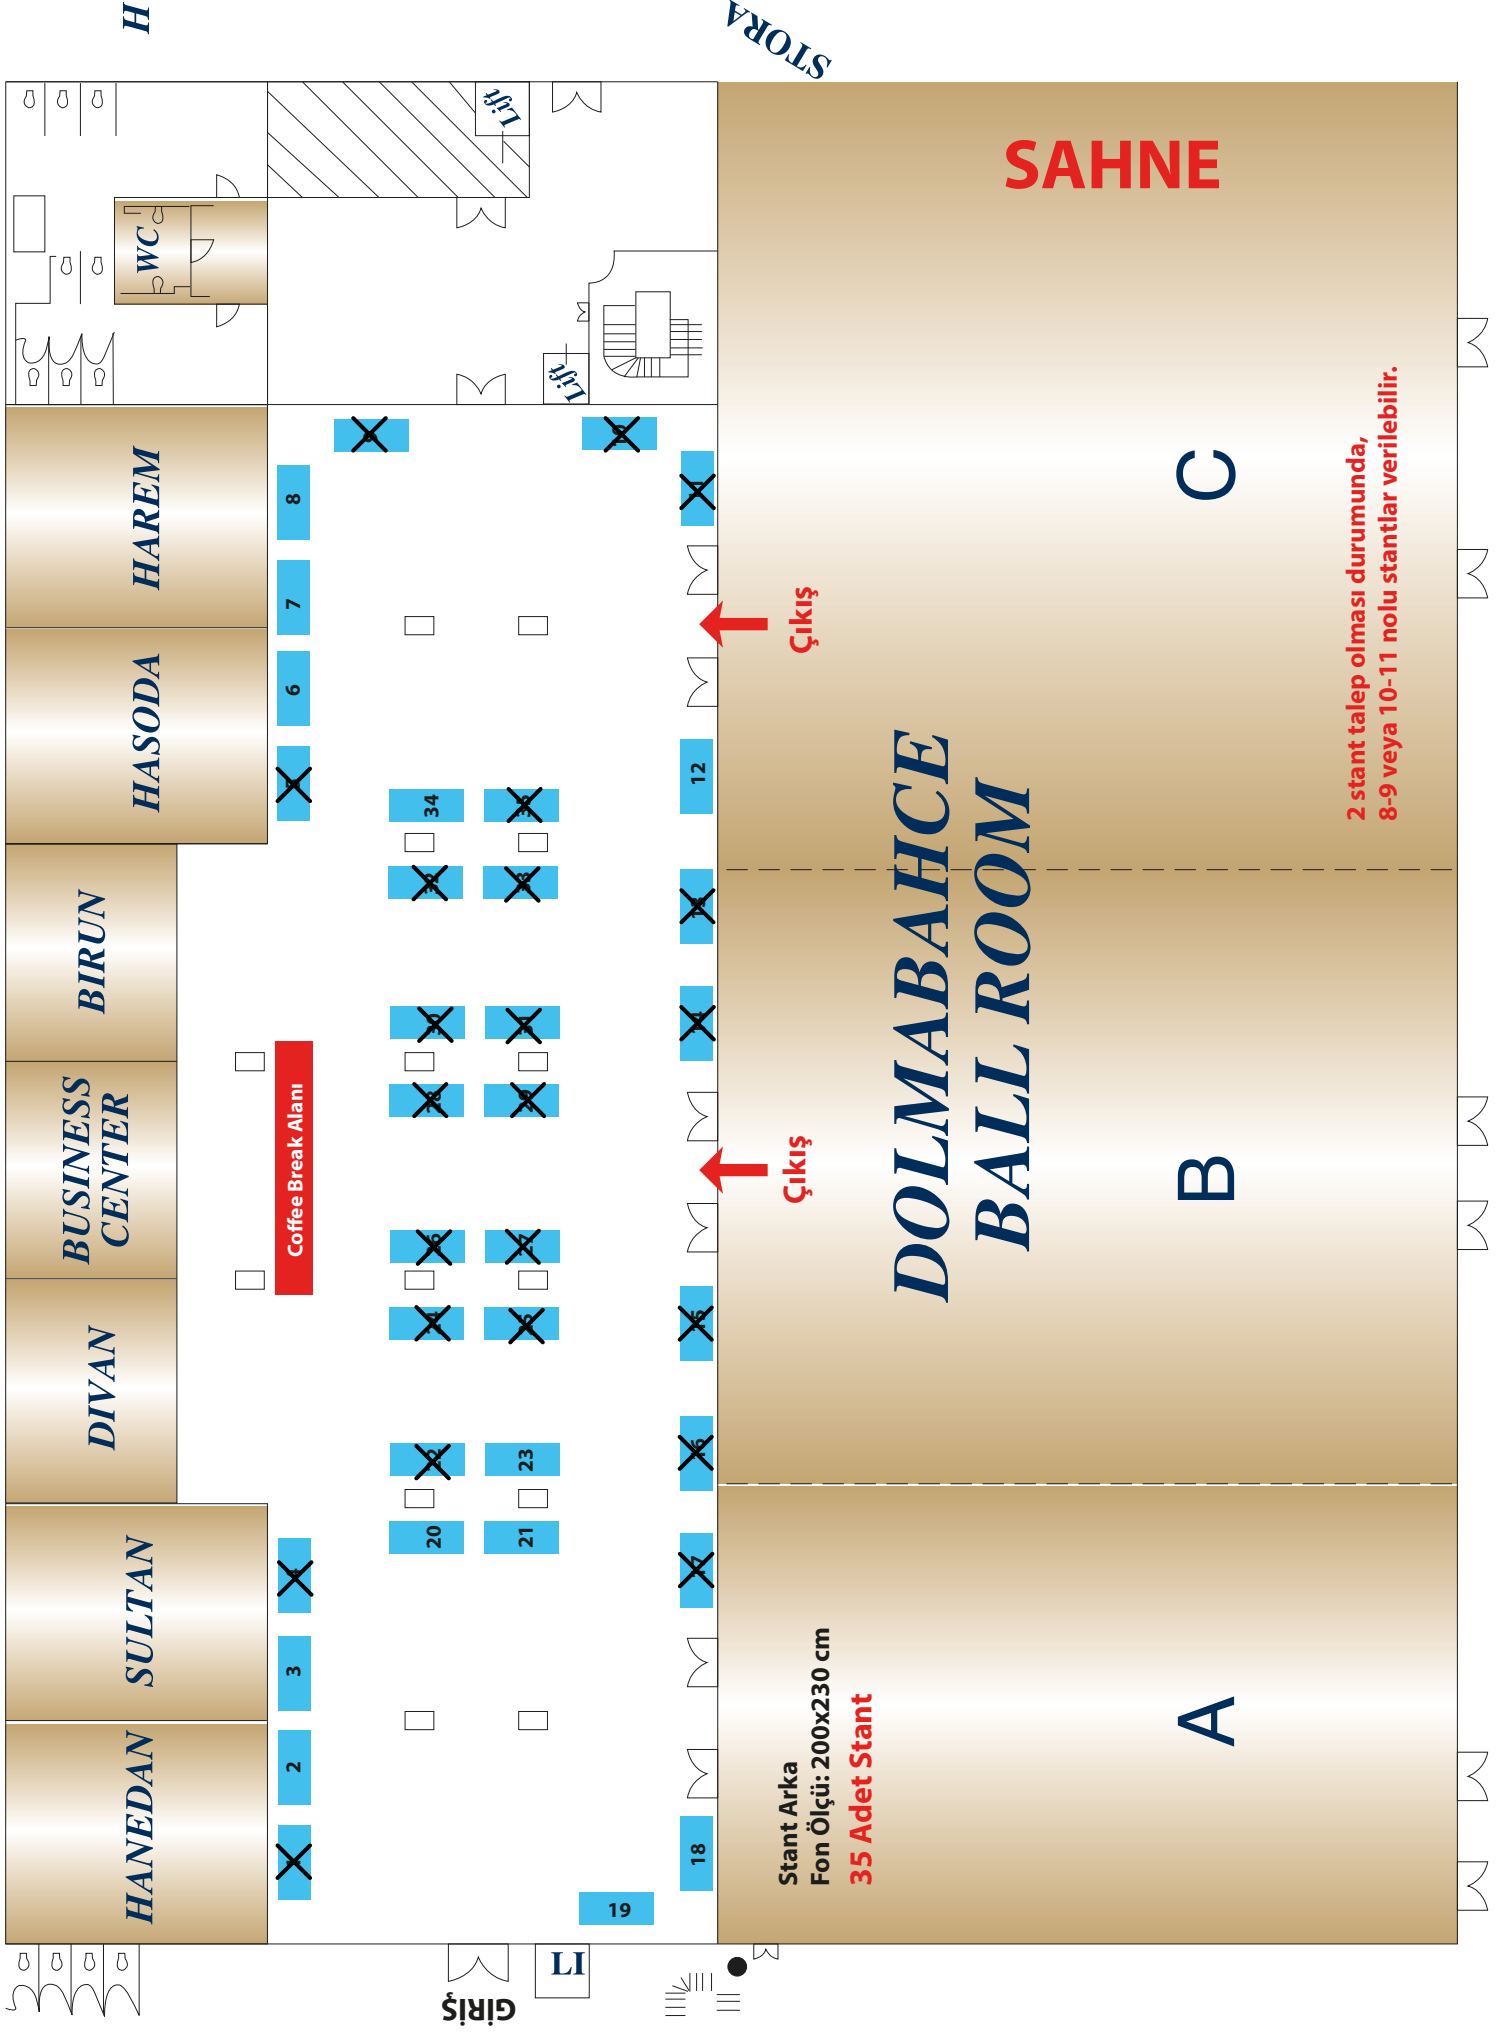 H
STORA
Lift
WC
Lift
SAHNE
HAREM
HASODA
BIRUN
BUSINESS
CENTER
DIVAN
SULTAN
HANEDAN
8
7
6
34
12
23
20
21
3
2
18
19
Coffee Break Alanı
Çıkış
Çıkış
DOLMABAHCE
BALL ROOM
C
B
A
2 stant talep olması durumunda,
8-9 veya 10-11 nolu stantlar verilebilir.
Stant Arka
Fon Ölçü: 200x230 cm
35 Adet Stant
LI
GİRİŞ